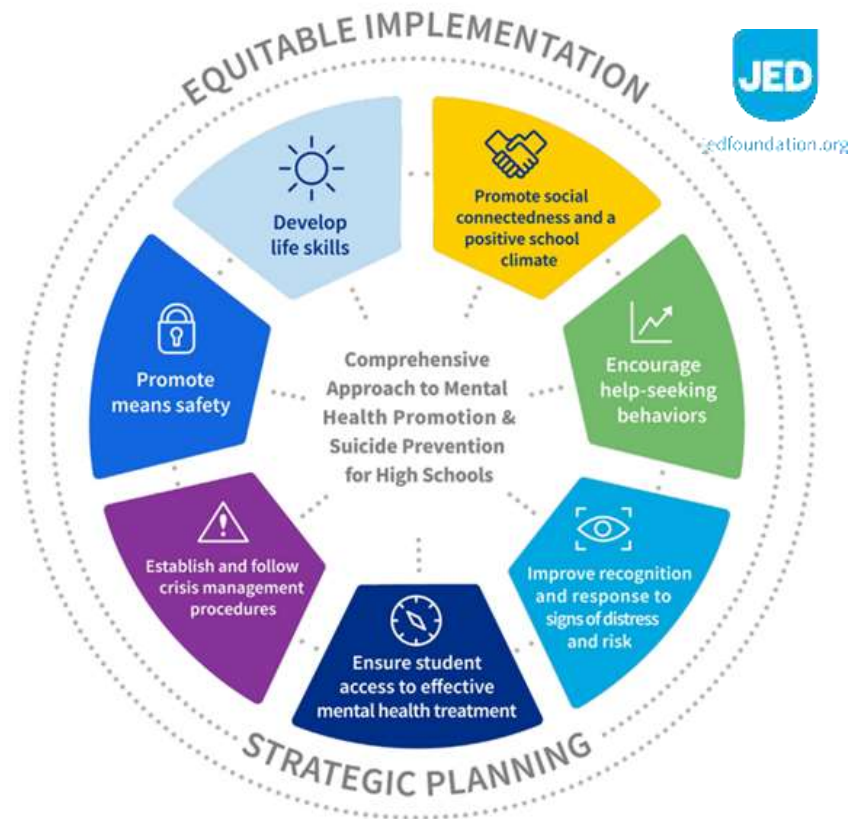 EQUITABLE IMPLEMENTATION
JED
jedfoundation.org
Develop
life skills
Promote social
connectedness and a
positive school
climate
Encourage
help-seeking
behaviors
Improve recognition
and response to
signs of distress
and risk
Ensure student
access to effective
mental health treatment
Establish and follow
crisis management
procedures
Promote
means safety
Comprehensive
Approach to Mental
Health Promotion &
Suicide Prevention
for High Schools
STRATEGIC PLANNING